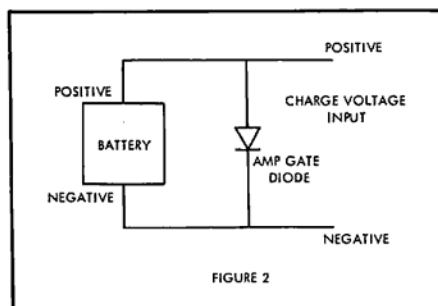 POSITIVE
POSITIVE
CHARGE VOLTAGE
INPUT
BATTERY
AMP GATE
DIODE
NEGATIVE
NEGATIVE
FIGURE 2